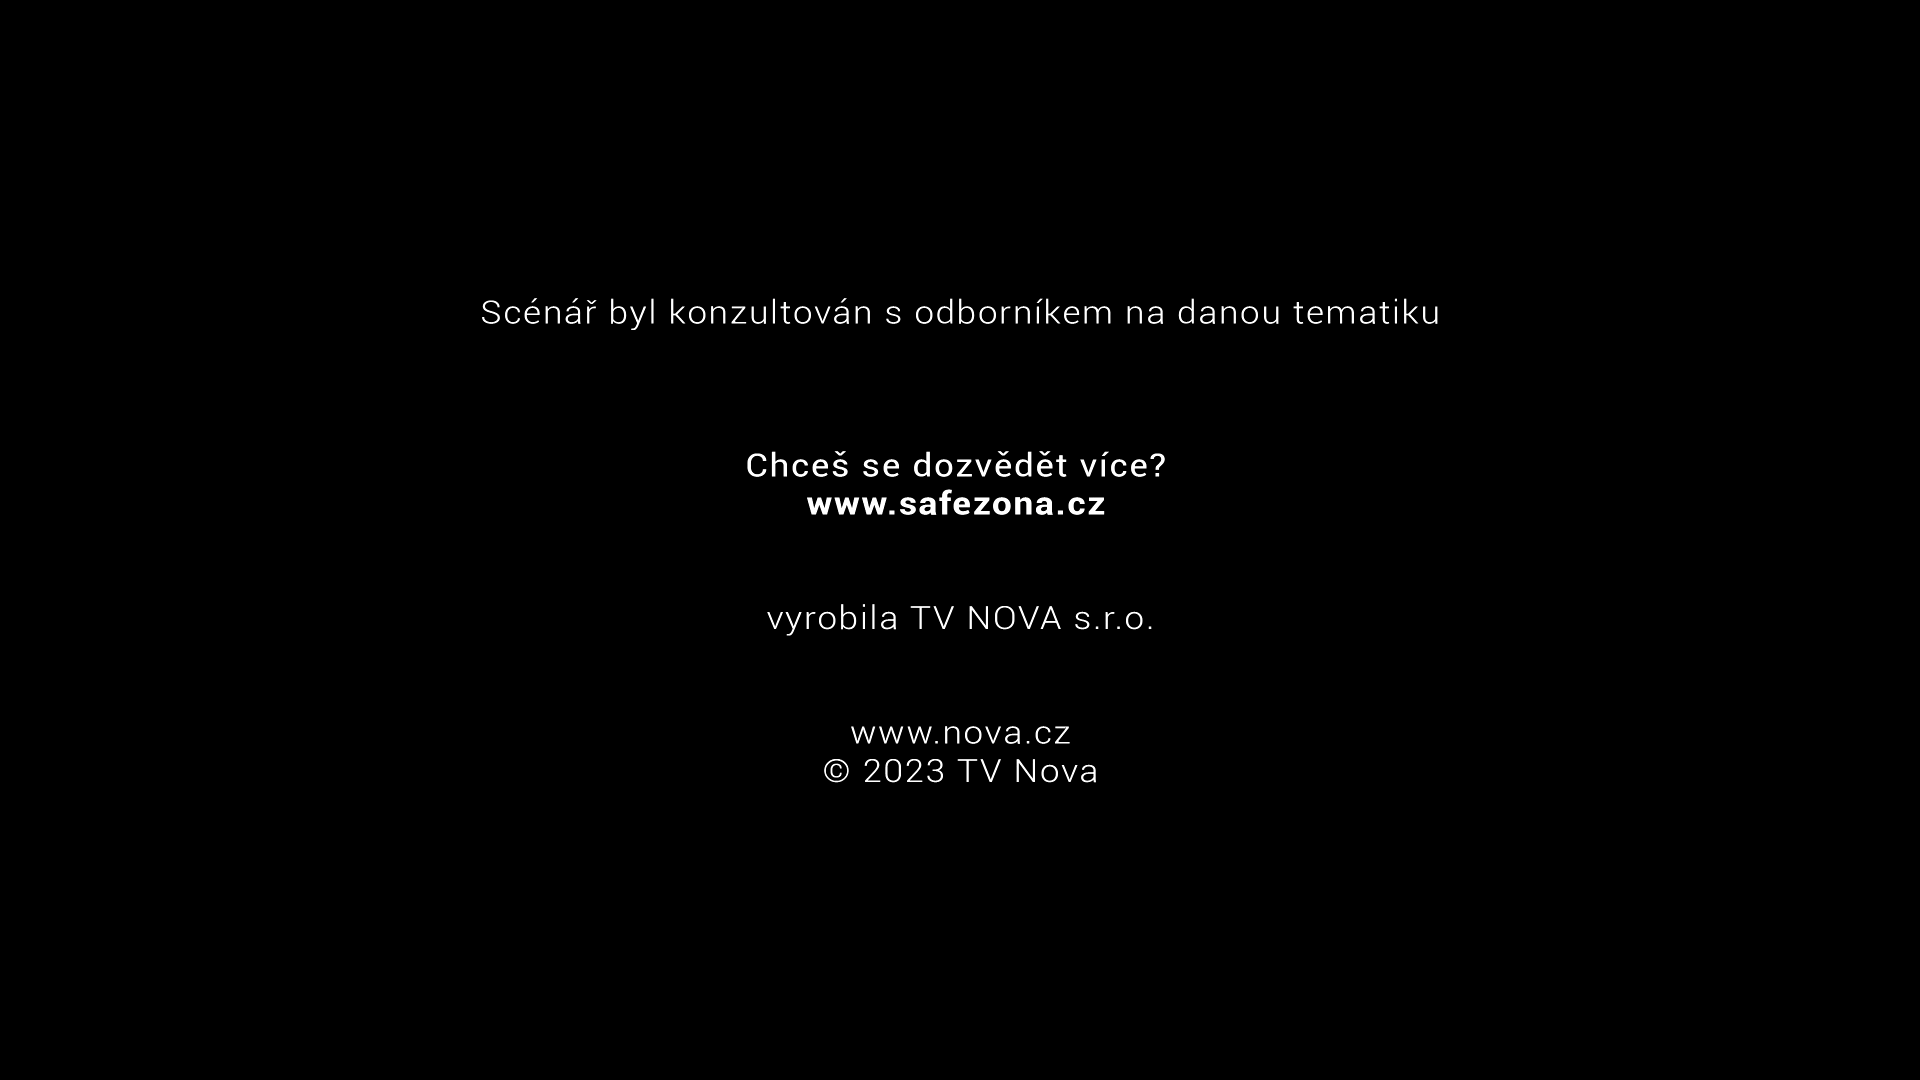 Scénář byl konzultován s odborníkem na danou tematiku
Chceš se dozvědět více?
www.safezona.cz
vyrobila TV NOVA s.r.o.
www.nova.cz
© 2023 TV Nova